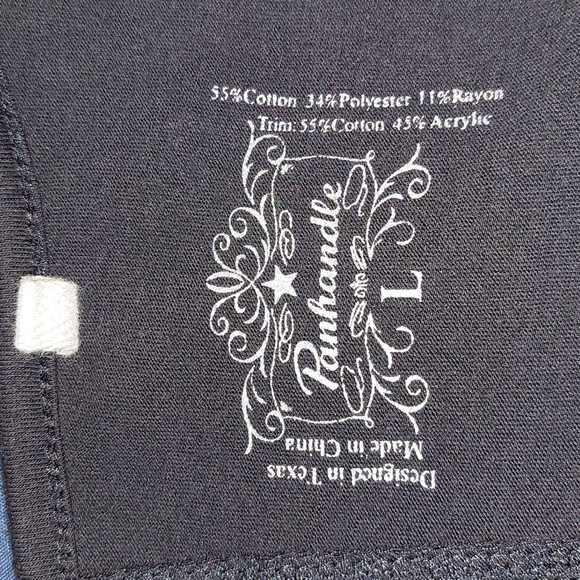 55%Cotton 34%Polyester 11%Rayon
Trim: 55%Cotton 45% Acrylic
Panhandle
L
Designed in Texas
Made in China